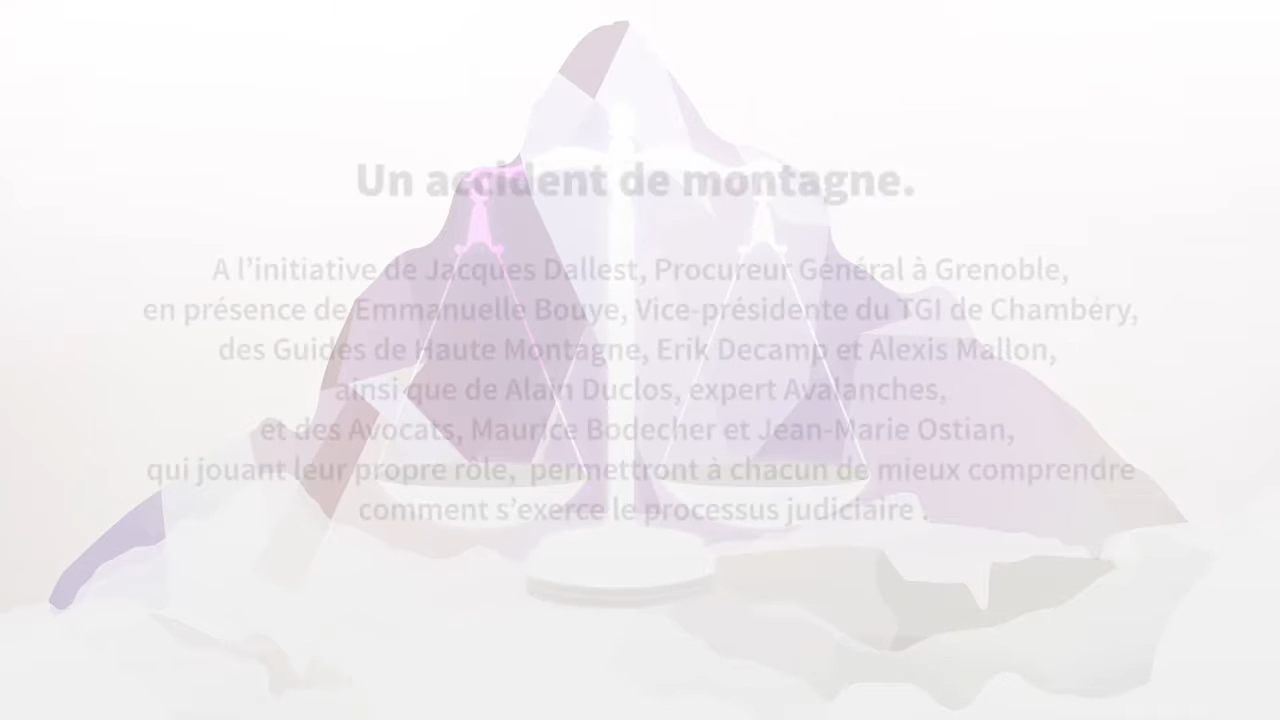 Un accident de montagne.
A l’initiative de Jacques Dallest, Procureur Général à Grenoble,
en présence de Emmanuelle Bouye, Vice-présidente du TGI de Chambéry,
des Guides de Haute Montagne, Erik Decamp et Alexis Mallon,
ainsi que de Alain Duclos, expert Avalanches,
et des Avocats, Maurice Bodecher et Jean-Marie Ostian,
qui jouant leur propre rôle, permettront à chacun de mieux comprendre
comment s’exerce le processus judiciaire .